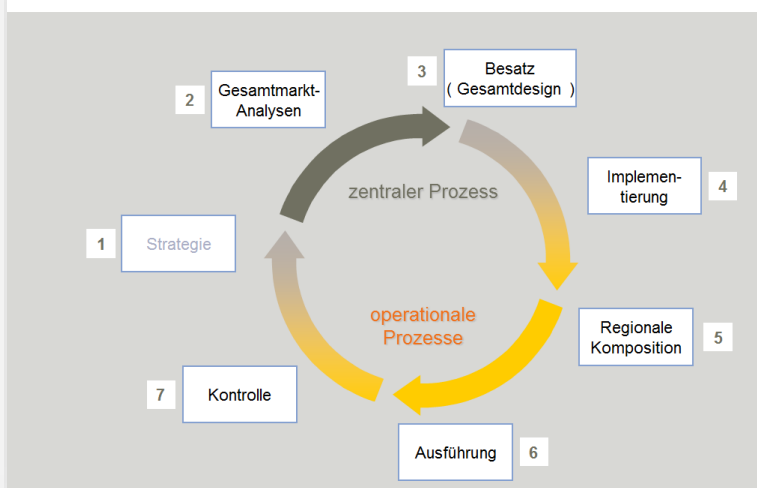 3
Besatz
( Gesamtdesign )
2
Gesamtmarkt-
Analysen
Implemen-
tierung
4
zentraler Prozess
1
Strategie
operationale
Prozesse
Regionale
Komposition
5
7
Kontrolle
Ausführung
6